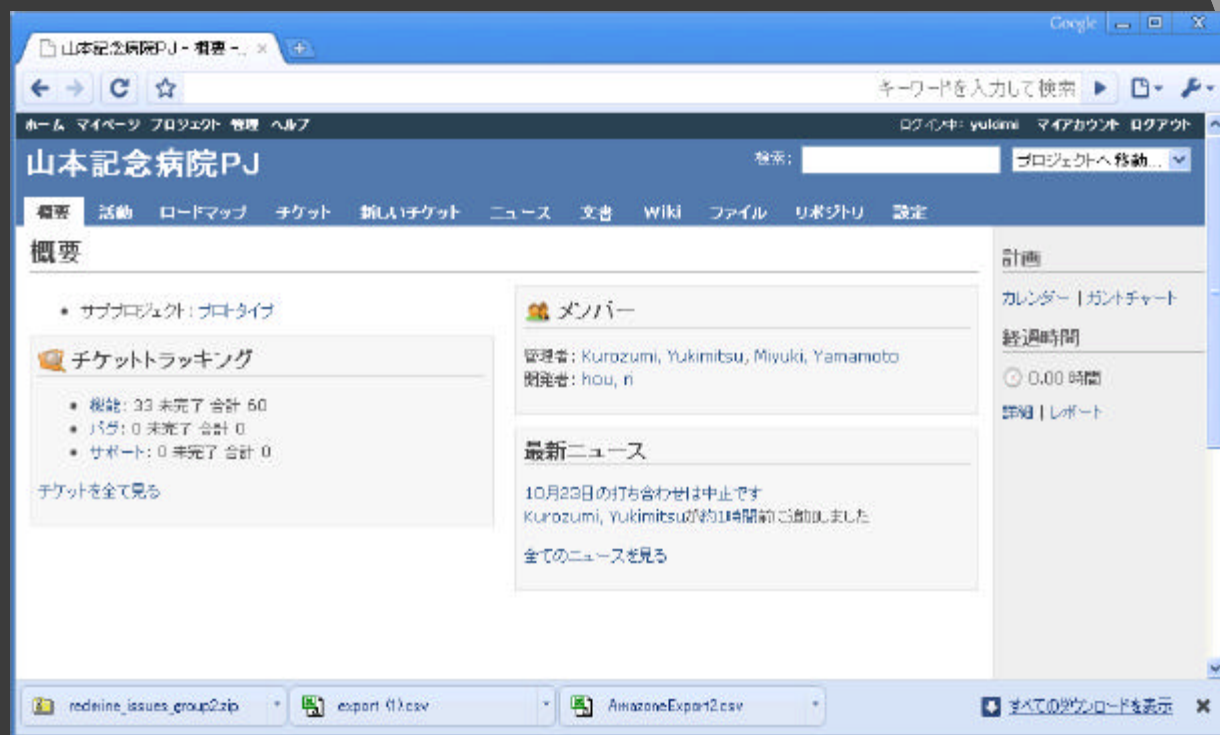 Google
山本記念病院PJ - 概要 -...
キーワードを入力して検索
ホーム マイページ プロジェクト 管理 ヘルプ
ログイン中: yukimi マイアカウント ログアウト
山本記念病院PJ
検索:
プロジェクトへ移動...
概要 活動 ロードマップ チケット 新しいチケット ニュース 文書 Wiki ファイル リポジトリ 設定
概要
サブプロジェクト: プロトタイプ
チケットトラッキング
機能: 33 未完了 合計 60
バグ: 0 未完了 合計 0
サポート: 0 未完了 合計 0
チケットを全て見る
メンバー
管理者: Kurozumi, Yukimitsu, Miyuki, Yamamoto
開発者: hou, ri
最新ニュース
10月23日の打ち合わせは中止です
Kurozumi, Yukimitsuが約1時間前に追加しました
全てのニュースを見る
計画
カレンダー | ガントチャート
経過時間
0.00 時間
詳細 | レポート
redmine_issues_group2.zip
export (1).csv
AmazoneExport2.csv
すべてのダウンロードを表示